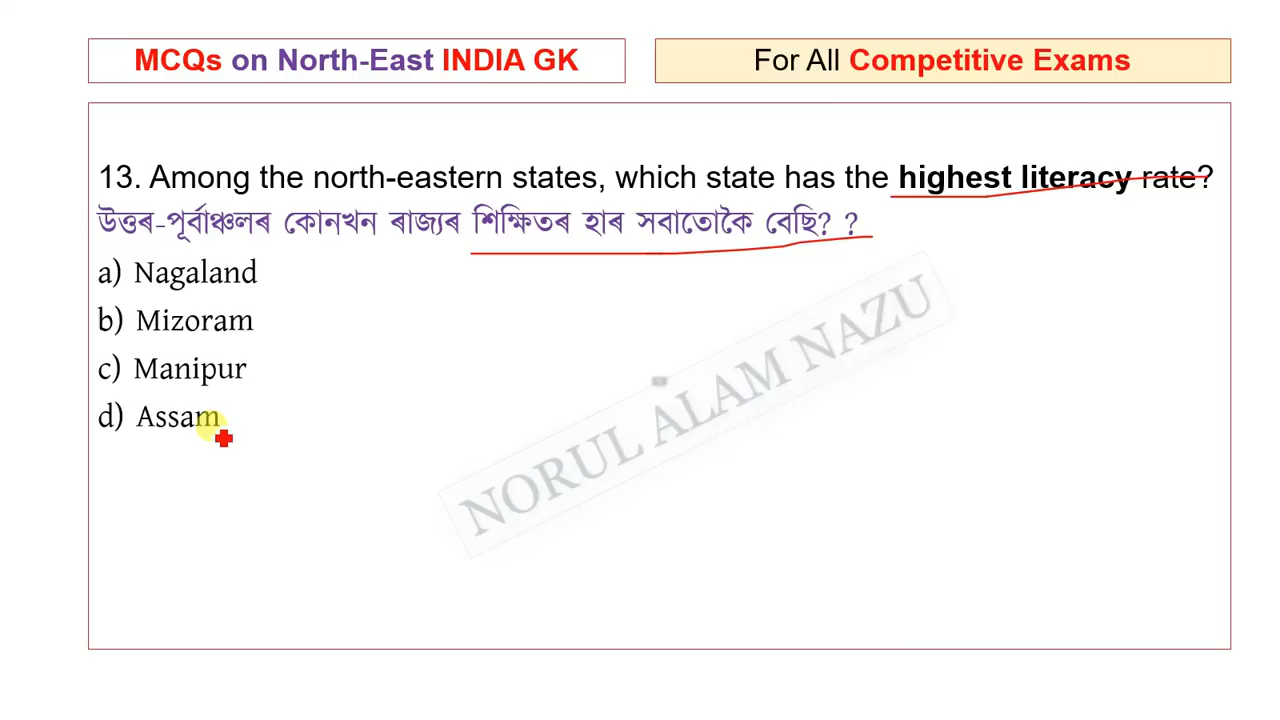 MCQs on North-East INDIA GK
For All Competitive Exams
13. Among the north-eastern states, which state has the highest literacy rate?
উত্তৰ-পূৰ্বাঞ্চলৰ কোনখন ৰাজ্যৰ শিক্ষিতৰ হাৰ সবাতোকৈ বেছি? ?
a) Nagaland
b) Mizoram
c) Manipur
d) Assam
NORUL ALAM NAZU